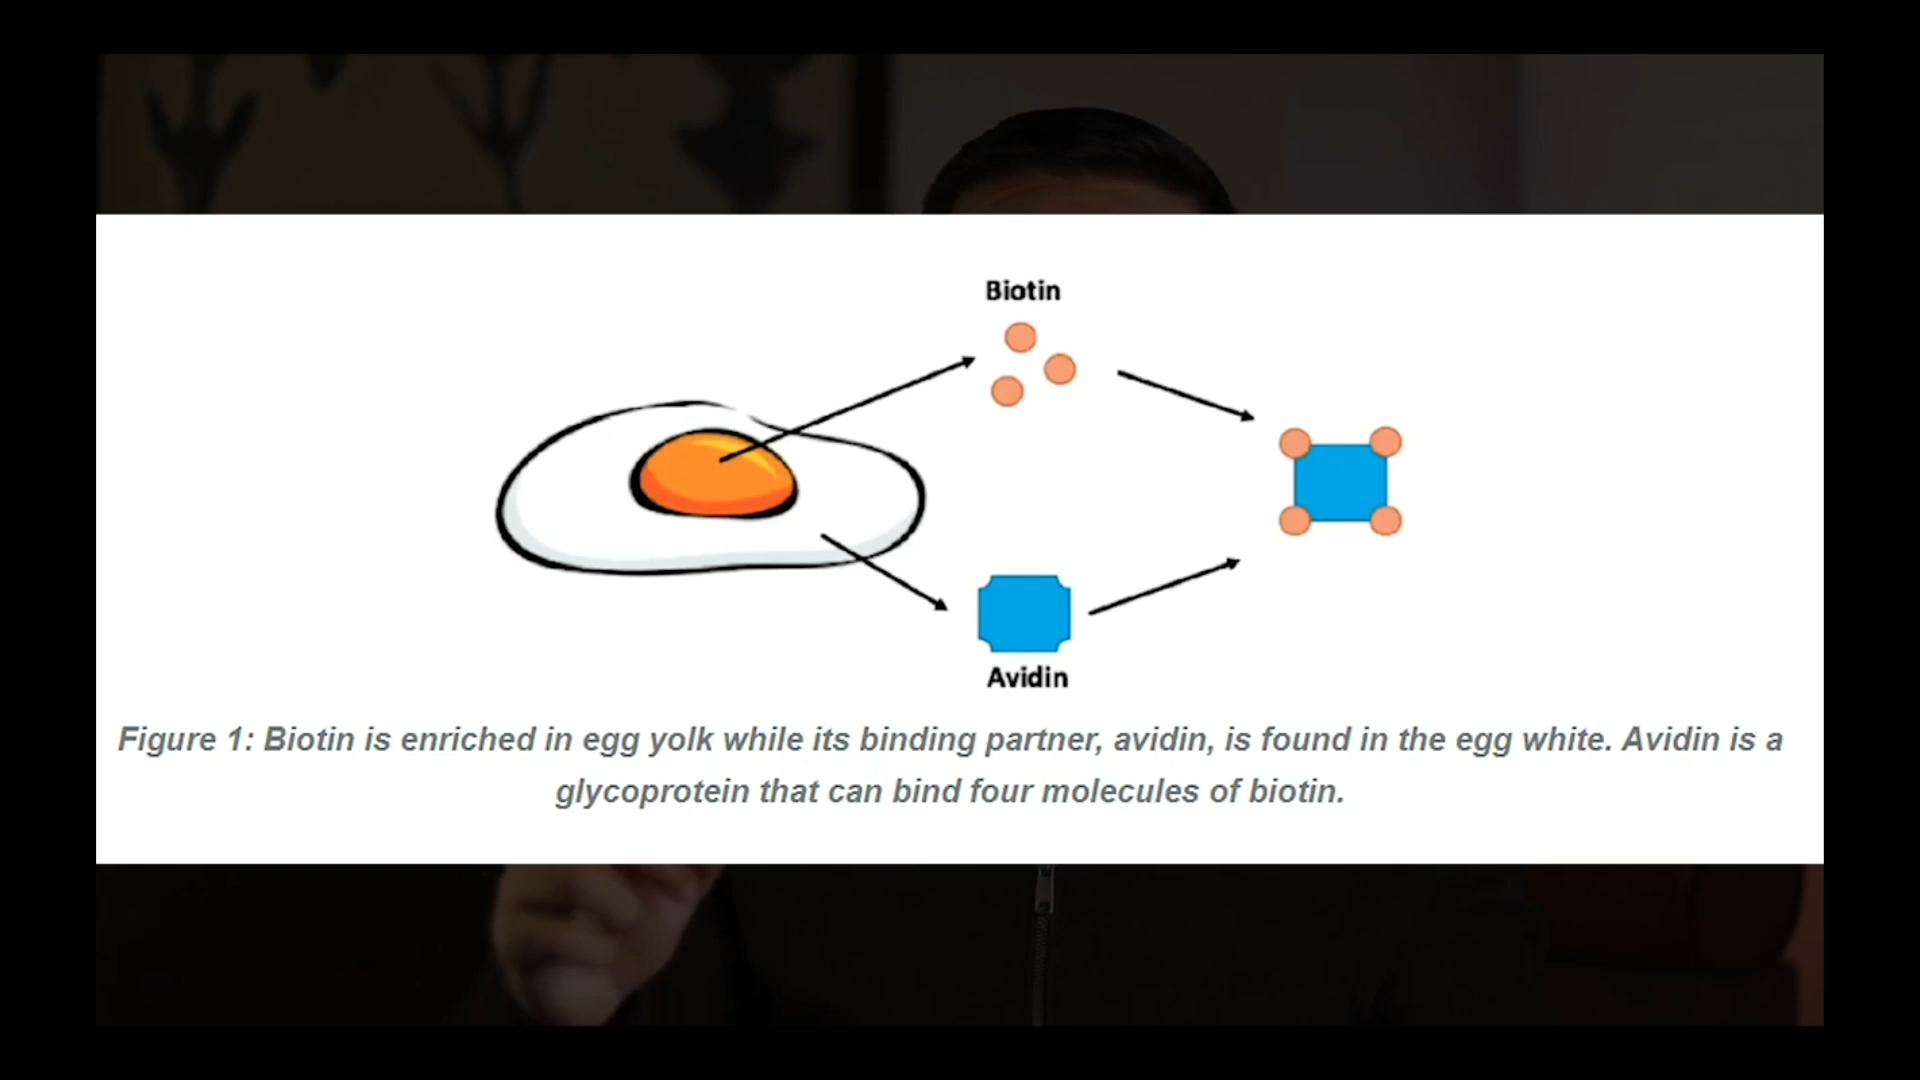 Biotin
Avidin
Figure 1: Biotin is enriched in egg yolk while its binding partner, avidin, is found in the egg white. Avidin is a
glycoprotein that can bind four molecules of biotin.